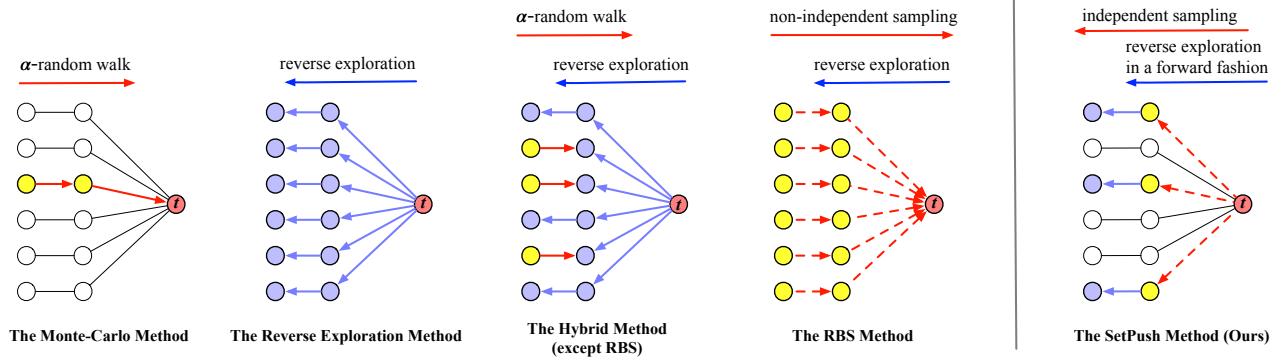 α-random walk
t
The Monte-Carlo Method
reverse exploration
t
The Reverse Exploration Method
α-random walk
reverse exploration
t
The Hybrid Method
(except RBS)
non-independent sampling
reverse exploration
t
The RBS Method
independent sampling
reverse exploration
in a forward fashion
t
The SetPush Method (Ours)